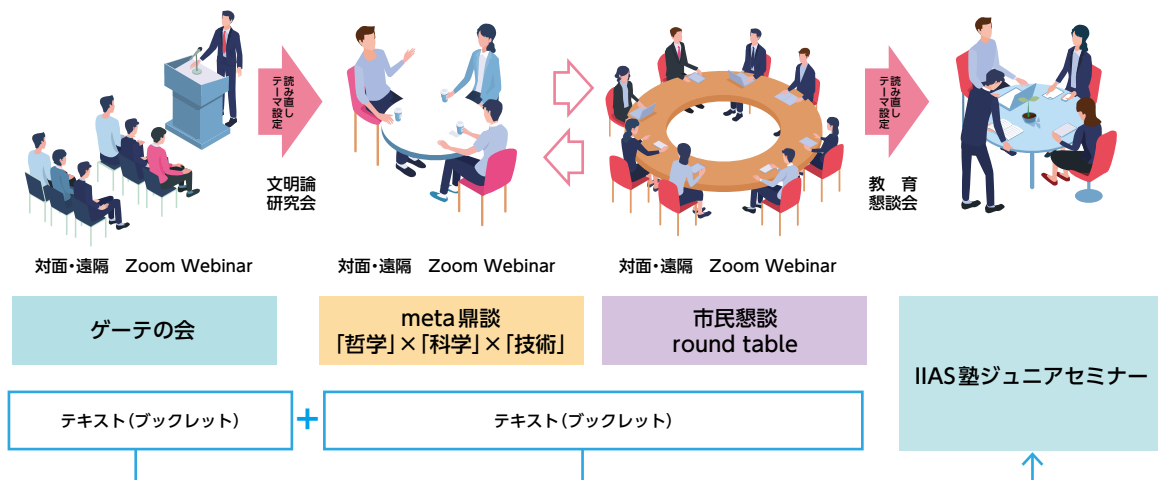 読み直し
テーマ設定
文明論
研究会
読み直し
テーマ設定
教　育
懇談会
対面・遠隔　Zoom Webinar
対面・遠隔　Zoom Webinar
対面・遠隔　Zoom Webinar
ゲーテの会
meta鼎談
「哲学」×「科学」×「技術」
市民懇談
round table
IIAS塾ジュニアセミナー
テキスト（ブックレット）
+
テキスト（ブックレット）